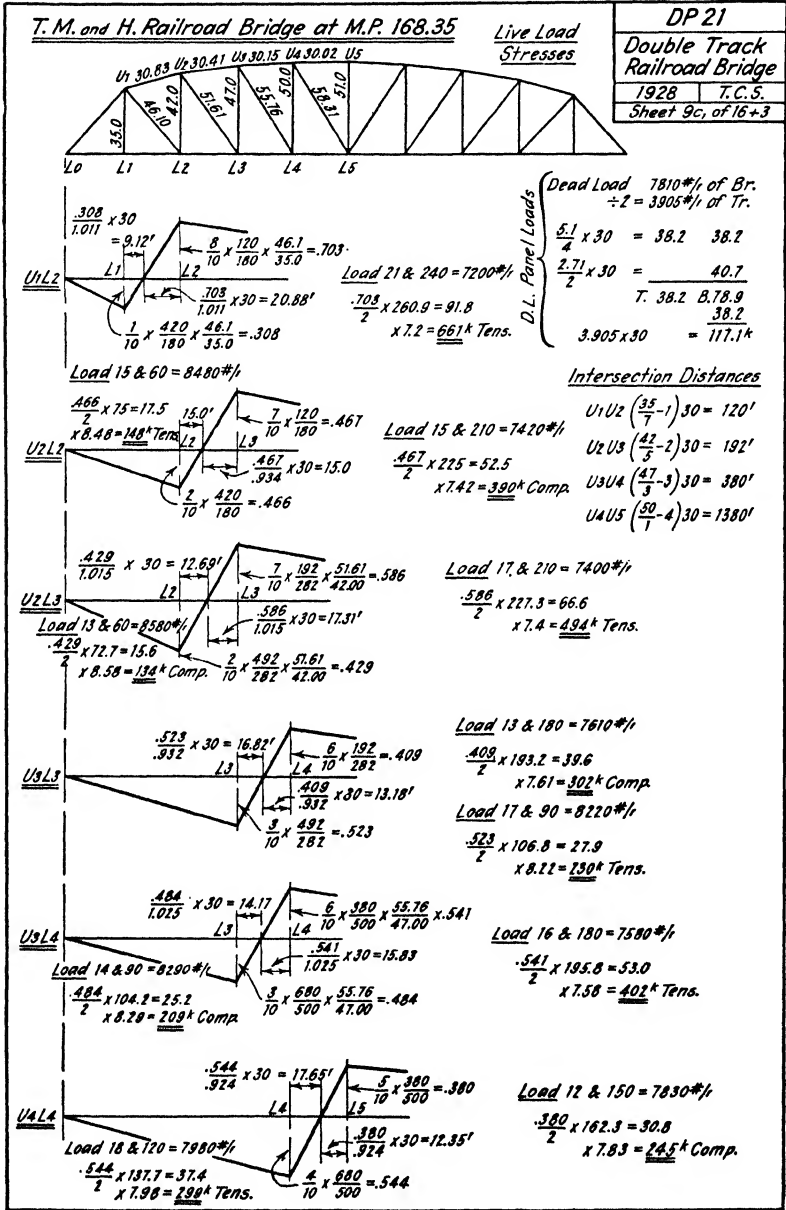 T. M. and H. Railroad Bridge at M.P. 168.35
Live Load
Stresses
DP 21
Double Track
Railroad Bridge
1928 T.C.S.
Sheet 9c, of 16+3
U1 30.83 U2 30.41 U3 30.15 U4 30.02 U5
35.0 46.10 42.0 51.61 47.0 55.76 50.0 58.31 51.0
L0 L1 L2 L3 L4 L5
D.L. Panel Loads
Dead Load 7810#/1 of Br.
÷2 = 3905#/1 of Tr.
5.1/4 x 30 = 38.2 38.2
2.71/2 x 30 = 40.7
T. 38.2 B.78.9
38.2
3.905 x 30 = 117.1k
.308/1.011 x 30
= 9.12'
8/10 x 120/180 x 46.1/35.0 = .703
U1L2
L1 L2
.703/1.011 x 30 = 20.88'
1/10 x 420/180 x 46.1/35.0 = .308
Load 21 & 240 = 7200#/1
.703/2 x 260.9 = 91.8
x 7.2 = 661k Tens.
Intersection Distances
U1U2 (35/7 -1) 30 = 120'
U2U3 (42/5 -2) 30 = 192'
U3U4 (47/3 -3) 30 = 380'
U4U5 (50/1 -4) 30 = 1380'
Load 15 & 60 = 8480#/1
.466/2 x 75 = 17.5
x 8.48 = 148k Tens.
U2L2
15.0'
L2 L3
7/10 x 120/180 = .467
.467/.934 x 30 = 15.0
2/10 x 420/180 = .466
Load 15 & 210 = 7420#/1
.467/2 x 225 = 52.5
x 7.42 = 390k Comp.
.429/1.015 x 30 = 12.69'
7/10 x 192/282 x 51.61/42.00 = .586
U2L3
L2 L3
.586/1.015 x 30 = 17.31'
Load 13 & 60 = 8580#/1
.429/2 x 72.7 = 15.6
x 8.58 = 134k Comp.
2/10 x 492/282 x 51.61/42.00 = .429
Load 17 & 210 = 7400#/1
.586/2 x 227.3 = 66.6
x 7.4 = 494k Tens.
.523/.932 x 30 = 16.82'
6/10 x 192/282 = .409
U3L3
L3 L4
.409/.932 x 30 = 13.18'
3/10 x 492/282 = .523
Load 13 & 180 = 7610#/1
.409/2 x 193.2 = 39.6
x 7.61 = 302k Comp.
Load 17 & 90 = 8220#/1
.523/2 x 106.8 = 27.9
x 8.22 = 230k Tens.
.484/1.025 x 30 = 14.17
6/10 x 380/500 x 55.76/47.00 x .541
U3L4
L3 L4
.541/1.025 x 30 = 15.83
Load 14 & 90 = 8290#/1
.484/2 x 104.2 = 25.2
x 8.29 = 209k Comp.
3/10 x 680/500 x 55.76/47.00 = .484
Load 16 & 180 = 7580#/1
.541/2 x 195.8 = 53.0
x 7.58 = 402k Tens.
.544/.924 x 30 = 17.65'
5/10 x 380/500 = .380
U4L4
L4 L5
.380/.924 x 30 = 12.35'
Load 18 & 120 = 7980#/1
.544/2 x 137.7 = 37.4
x 7.98 = 299k Tens.
4/10 x 680/500 = .544
Load 12 & 150 = 7830#/1
.380/2 x 162.3 = 30.8
x 7.83 = 245k Comp.